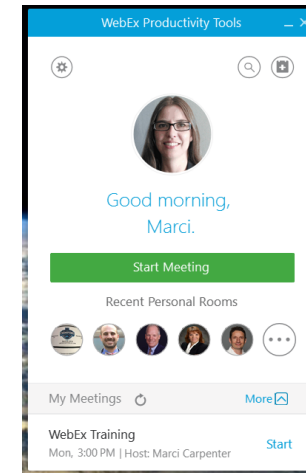 WebEx Productivity Tools
Good morning,
Marci.
Start Meeting
Recent Personal Rooms
My Meetings
More
WebEx Training
Mon, 3:00 PM | Host: Marci Carpenter
Start